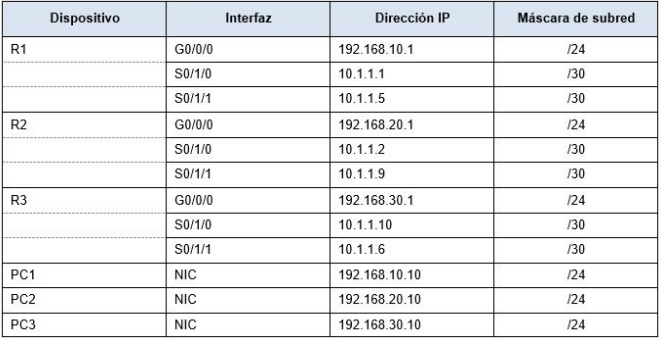 Dispositivo Interfaz Dirección IP Máscara de subred
R1 G0/0/0 192.168.10.1 /24
S0/1/0 10.1.1.1 /30
S0/1/1 10.1.1.5 /30
R2 G0/0/0 192.168.20.1 /24
S0/1/0 10.1.1.2 /30
S0/1/1 10.1.1.9 /30
R3 G0/0/0 192.168.30.1 /24
S0/1/0 10.1.1.10 /30
S0/1/1 10.1.1.6 /30
PC1 NIC 192.168.10.10 /24
PC2 NIC 192.168.20.10 /24
PC3 NIC 192.168.30.10 /24